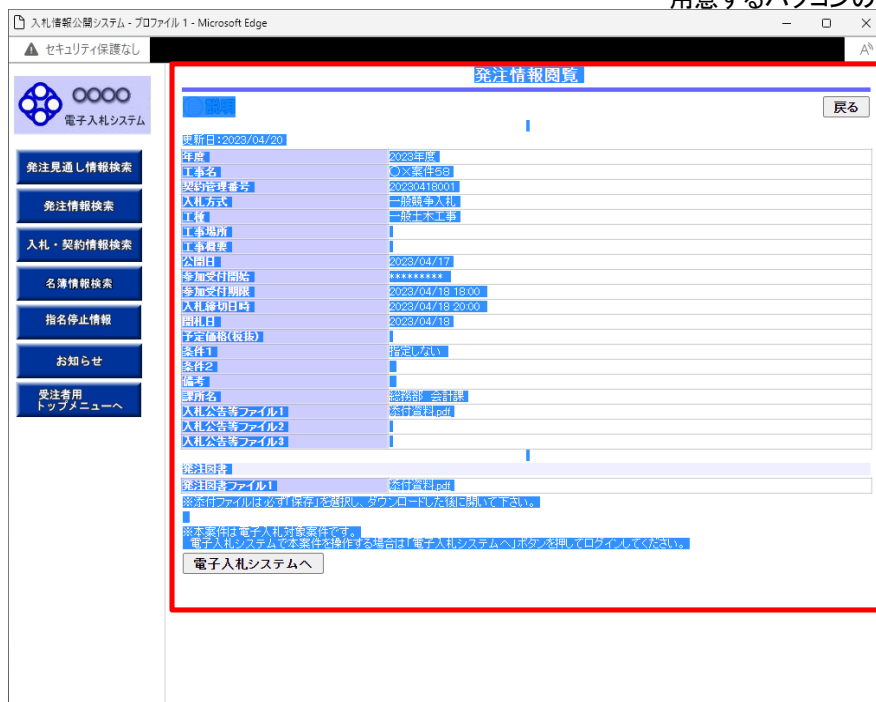 用意するパソコンの
入札情報公開システム - プロファイル 1 - Microsoft Edge
セキュリティ保護なし
発注情報閲覧
OOOO
電子入札システム
説明
戻る
更新日:2023/04/20
発注見通し情報検索
発注情報検索
入札・契約情報検索
名簿情報検索
指名停止情報
お知らせ
受注者用
トップメニューへ
年度 2023年度
工事名 〇×案件58
契約管理番号 20230418001
入札方式 一般競争入札
工種 一般土木工事
工事場所
工事概要
公開日 2023/04/17
参加受付開始 *********
参加受付期限 2023/04/18 18:00
入札締切日時 2023/04/18 20:00
開札日 2023/04/18
予定価格(税抜)
条件1 指定しない
条件2
備考
課所名 総務部 会計課
入札公告等ファイル1 添付資料.pdf
入札公告等ファイル2
入札公告等ファイル3
発注図書
発注図書ファイル1 添付資料.pdf
※添付ファイルは必ず「保存」を選択し、ダウンロードした後に開いて下さい。
※本案件は電子入札対象案件です。
電子入札システムで本案件を操作する場合は「電子入札システムへ」ボタンを押してログインしてください。
電子入札システムへ